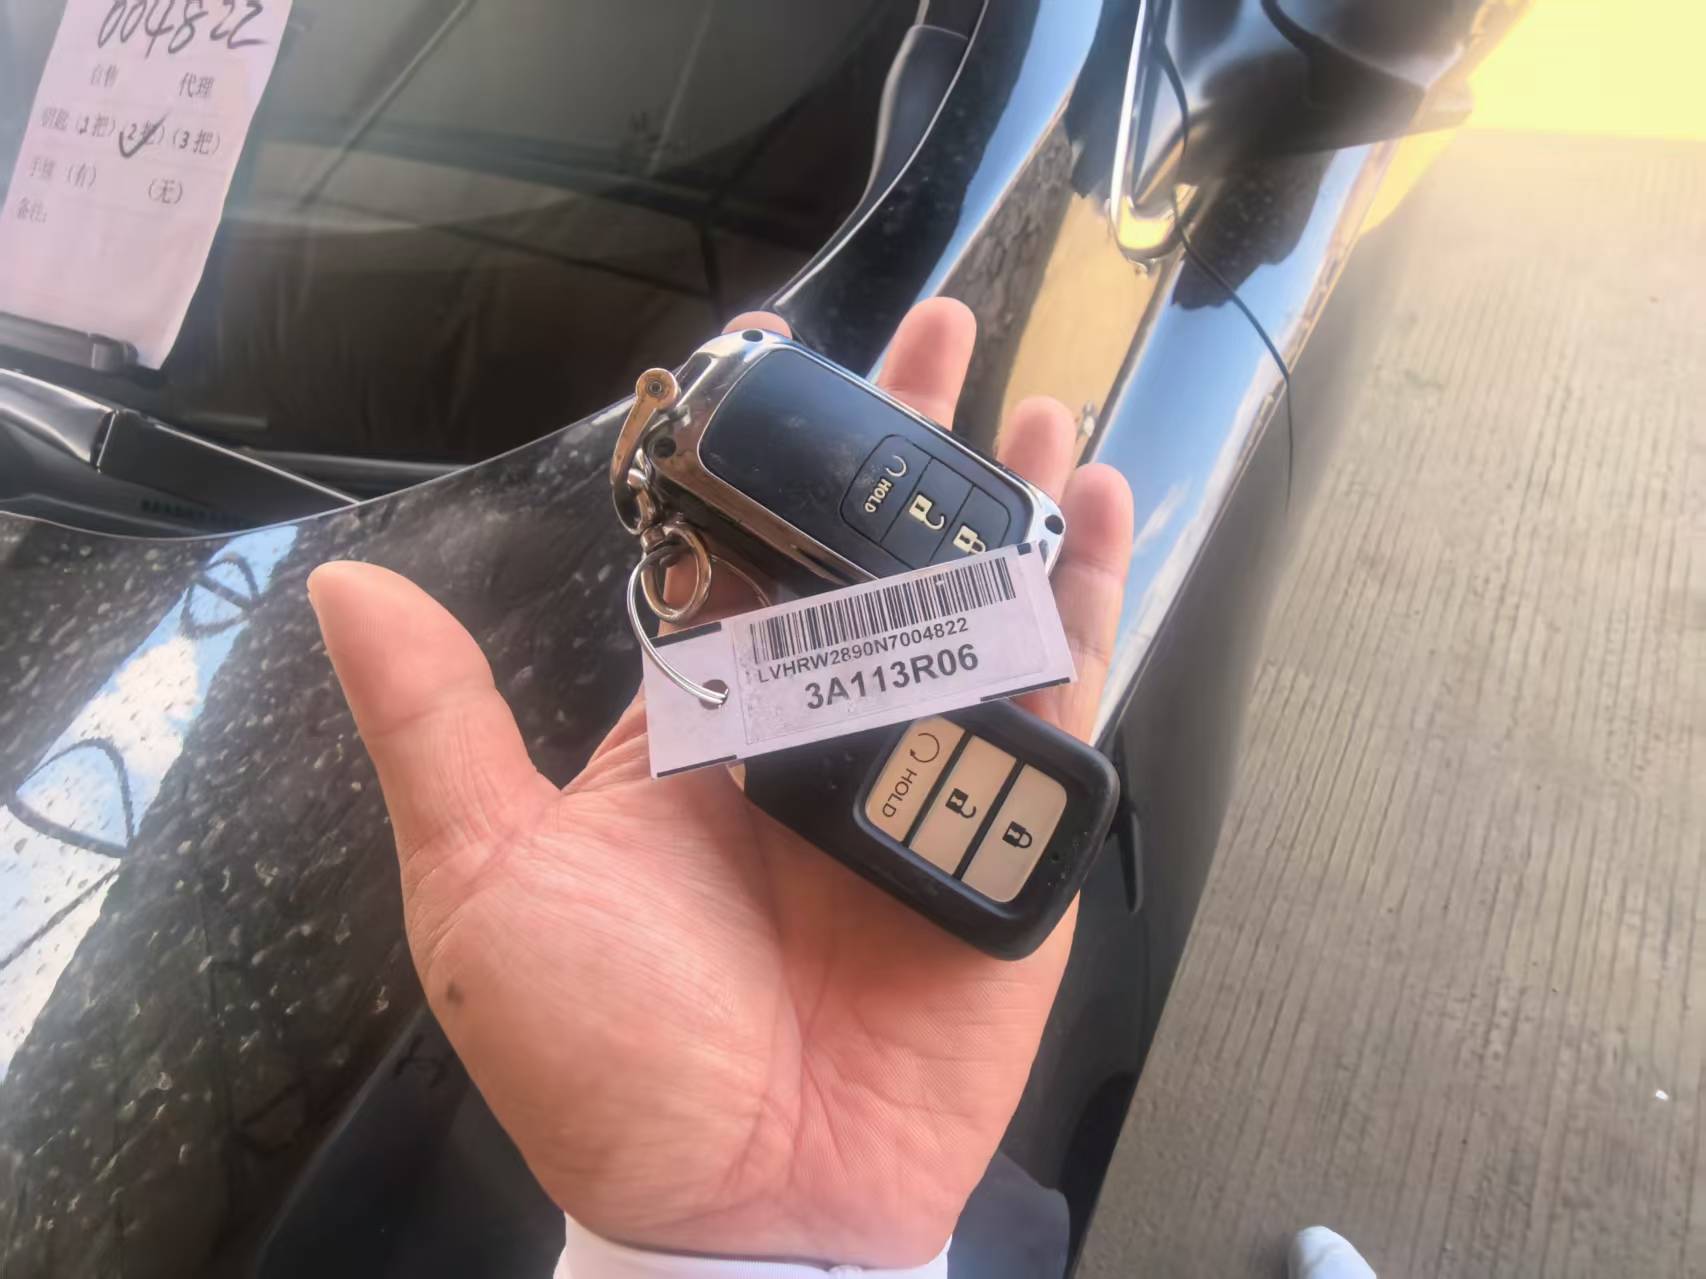 004822
自售 代理
钥匙 (1把) (2把) (3把)
手续 (有) (无)
备注:
HOLD
LVHRW2890N7004822
3A113R06
HOLD